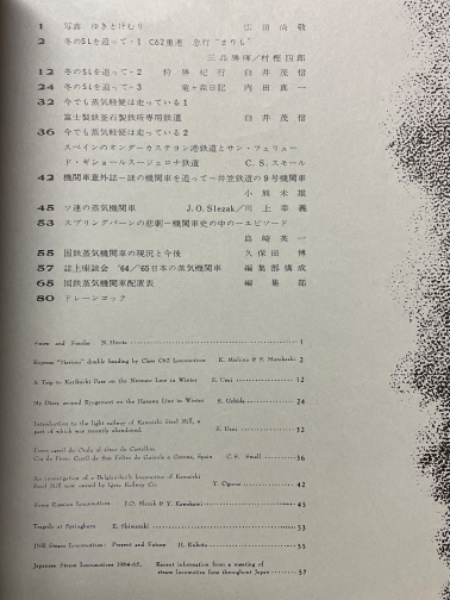 1 写真 ゆきとけむり 広田尚敬
2 冬のSLを追って・1 C62重連 急行“まりも”
三品勝暉/村樫四郎
12 冬のSLを追って・2 狩勝紀行 臼井茂信
24 冬のSLを追って・3 竜ヶ森日記 内田真一
32 今でも蒸気軽便は走っている1
富士製鉄釜石製鉄所専用鉄道 臼井茂信
36 今でも蒸気軽便は走っている2
スペインのオンダーカステヨン港鉄道とサン・フェリュー
ド・ギショールスージェロナ鉄道 C.S.スモール
42 機関車意外誌ー謎の機関車を追ってー井笠鉄道の9号機関車
小熊米雄
45 ソ連の蒸気機関車 J.O.Slezak/川上幸義
53 スプリングバーンの悲劇ー機関車史の中の一エピソード
島崎英一
55 国鉄蒸気機関車の現況と今後 久保田博
57 誌上座談会 '64/'65日本の蒸気機関車 編集部構成
65 国鉄蒸気機関車配置表 編集部
80 ドレーンコック
Snow and Smoke N. Hirota 1
Express "Marimo" double heading by Class C62 Locomotives K. Mishina & S. Murakashi 2
A Trip to Karikachi Pass on the Nemuro Line in Winter S. Usui 12
My Diary around Ryugamori on the Hanawa Line in Winter S. Uchida 24
Introduction to the light railway of Kamaishi Steel Mill, a
part of which was recently abandoned. S. Usui 32
Ferro carril de Onda al Grao de Castellon
Cia de Ferro Carril de San Feliu de Guixols a Gerona, Spain C. S. Small 36
An investigation of a Belgian-built locomotive of Kamaishi
Steel Mill now owned by Igasa Railway Co. Y. Oguma 42
Some Russian Locomotives J.O. Slezak & Y. Kawakami 45
Tragedy at Springburn E. Shimazaki 53
JNR Steam Locomotives: Present and Future H. Kubota 55
Japanese Steam Locomotives 1964-65. Recent information from a meeting of
steam locomotive fans throughout Japan 57